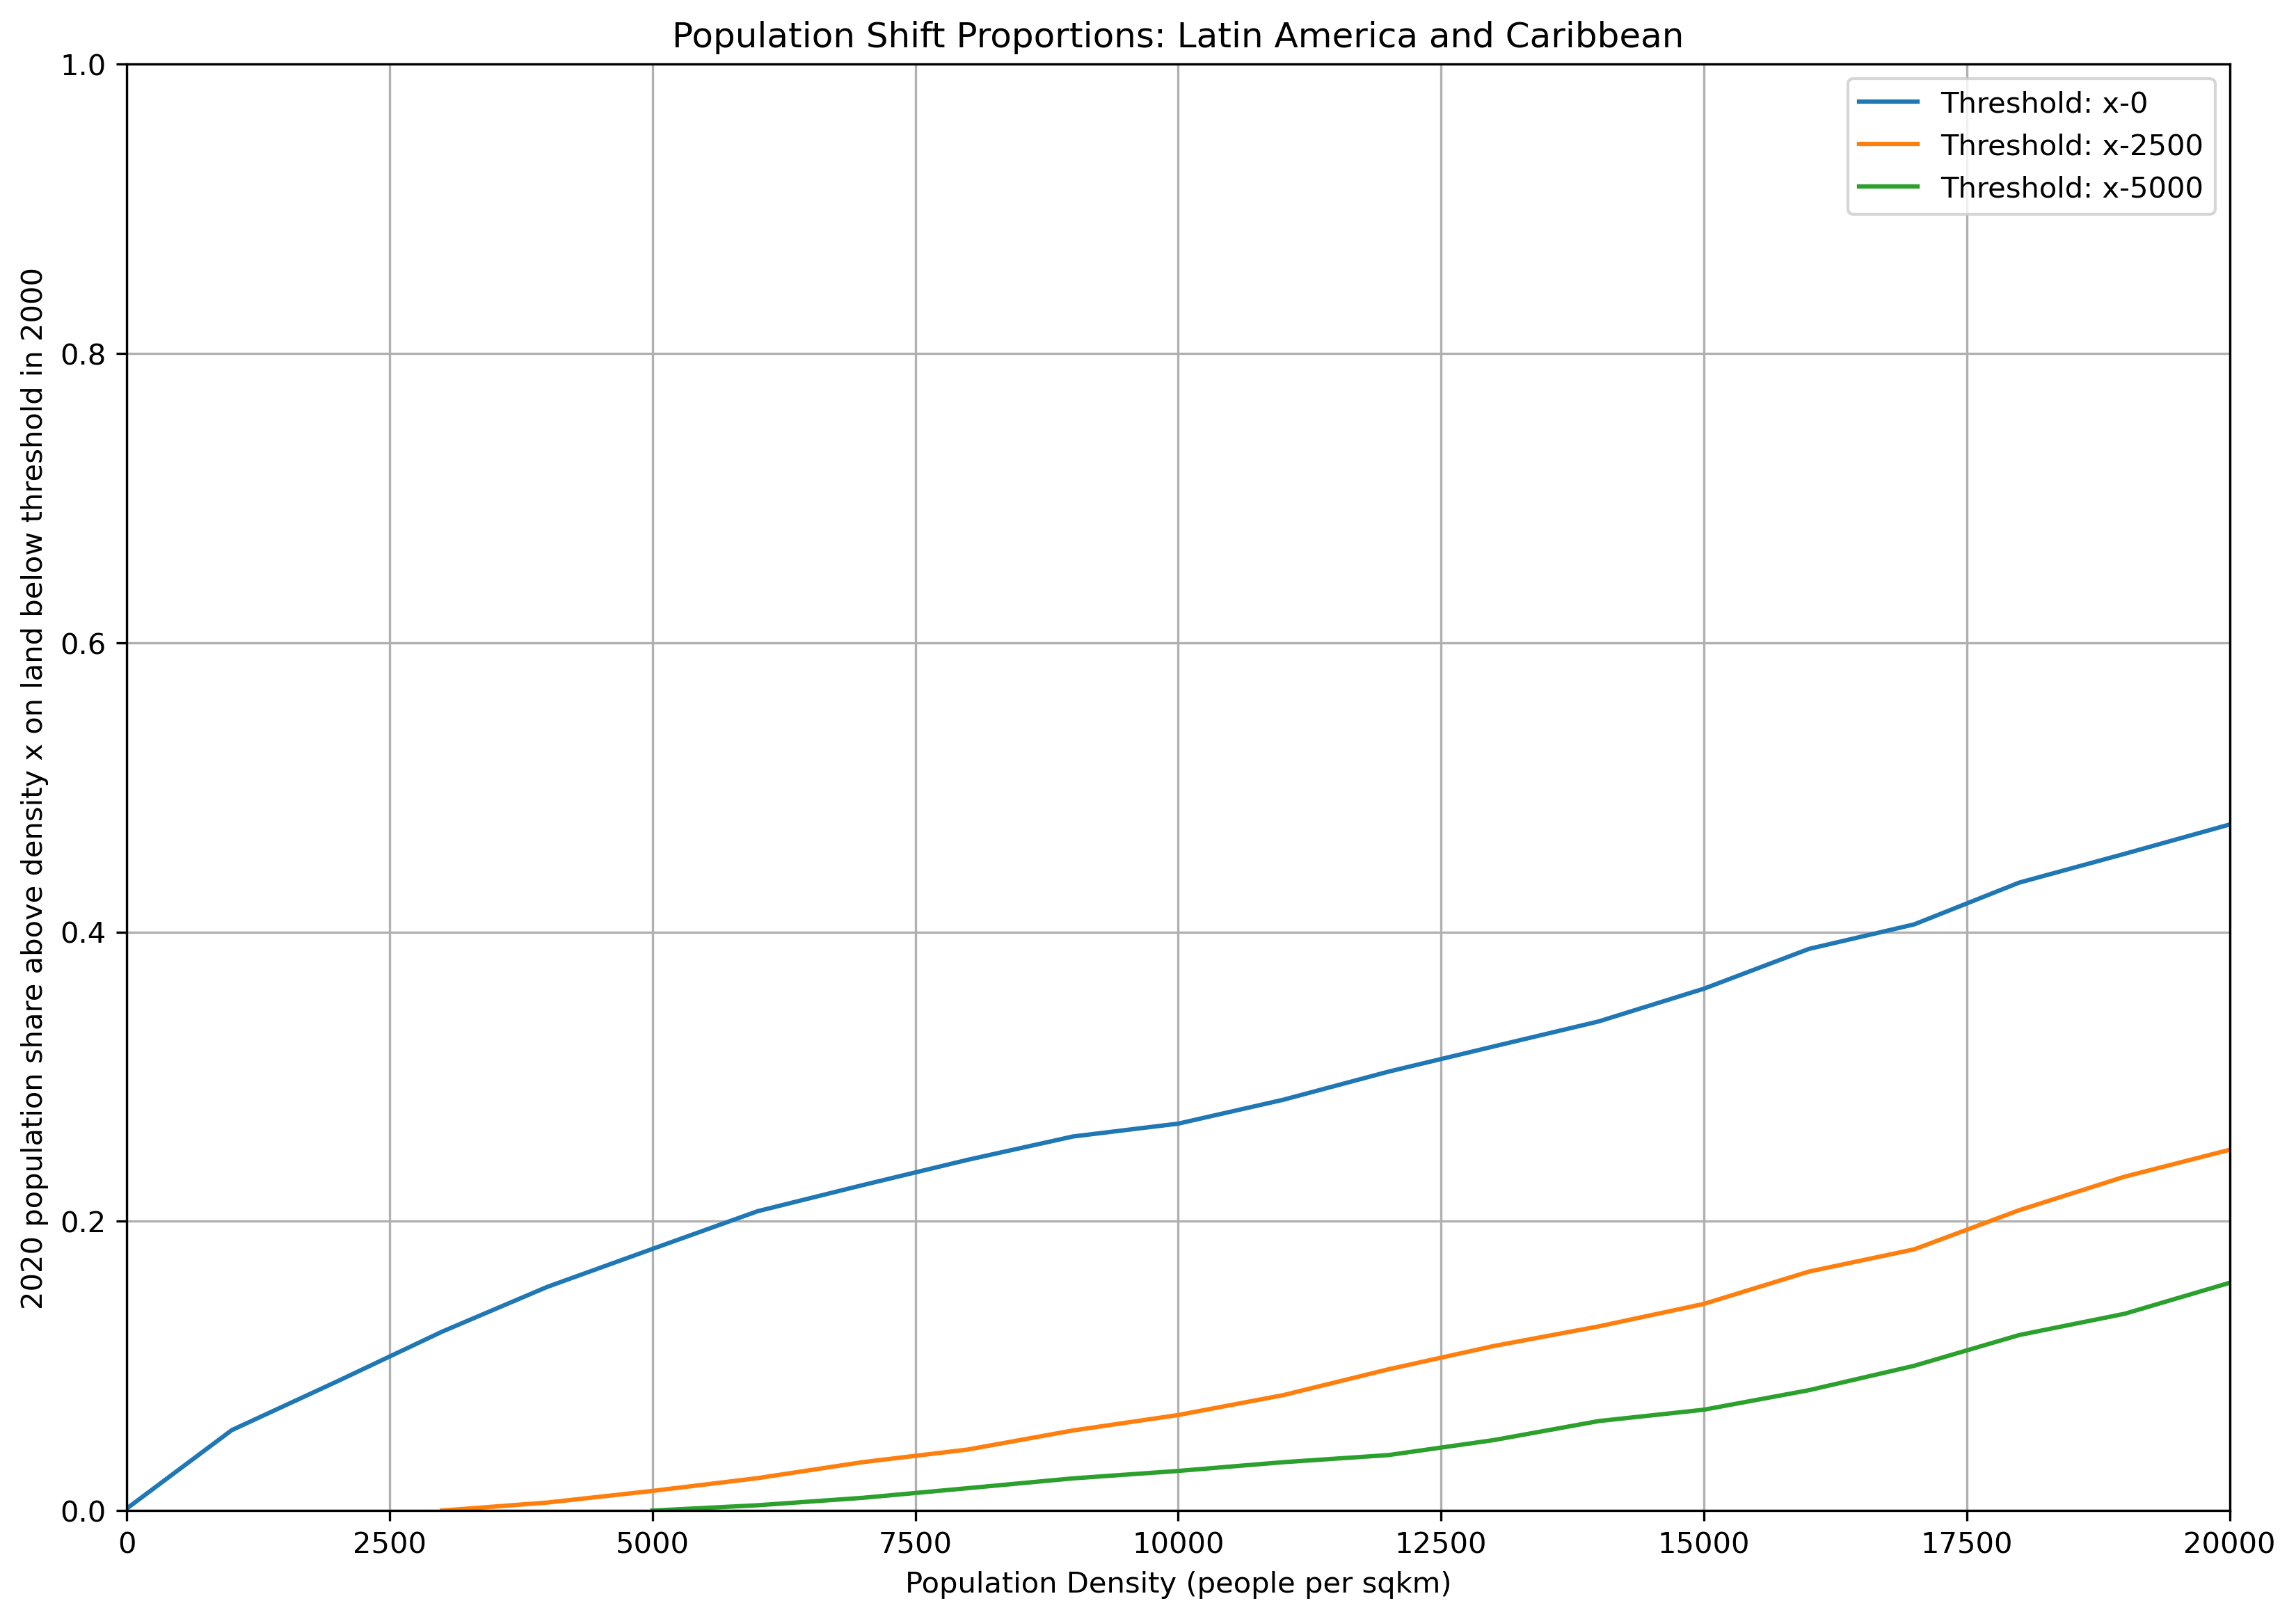 Population Shift Proportions: Latin America and Caribbean
1.0
0.8
0.6
0.4
0.2
0.0
2020 population share above density x on land below threshold in 2000
Threshold: x-0
Threshold: x-2500
Threshold: x-5000
0 2500 5000 7500 10000 12500 15000 17500 20000
Population Density (people per sqkm)